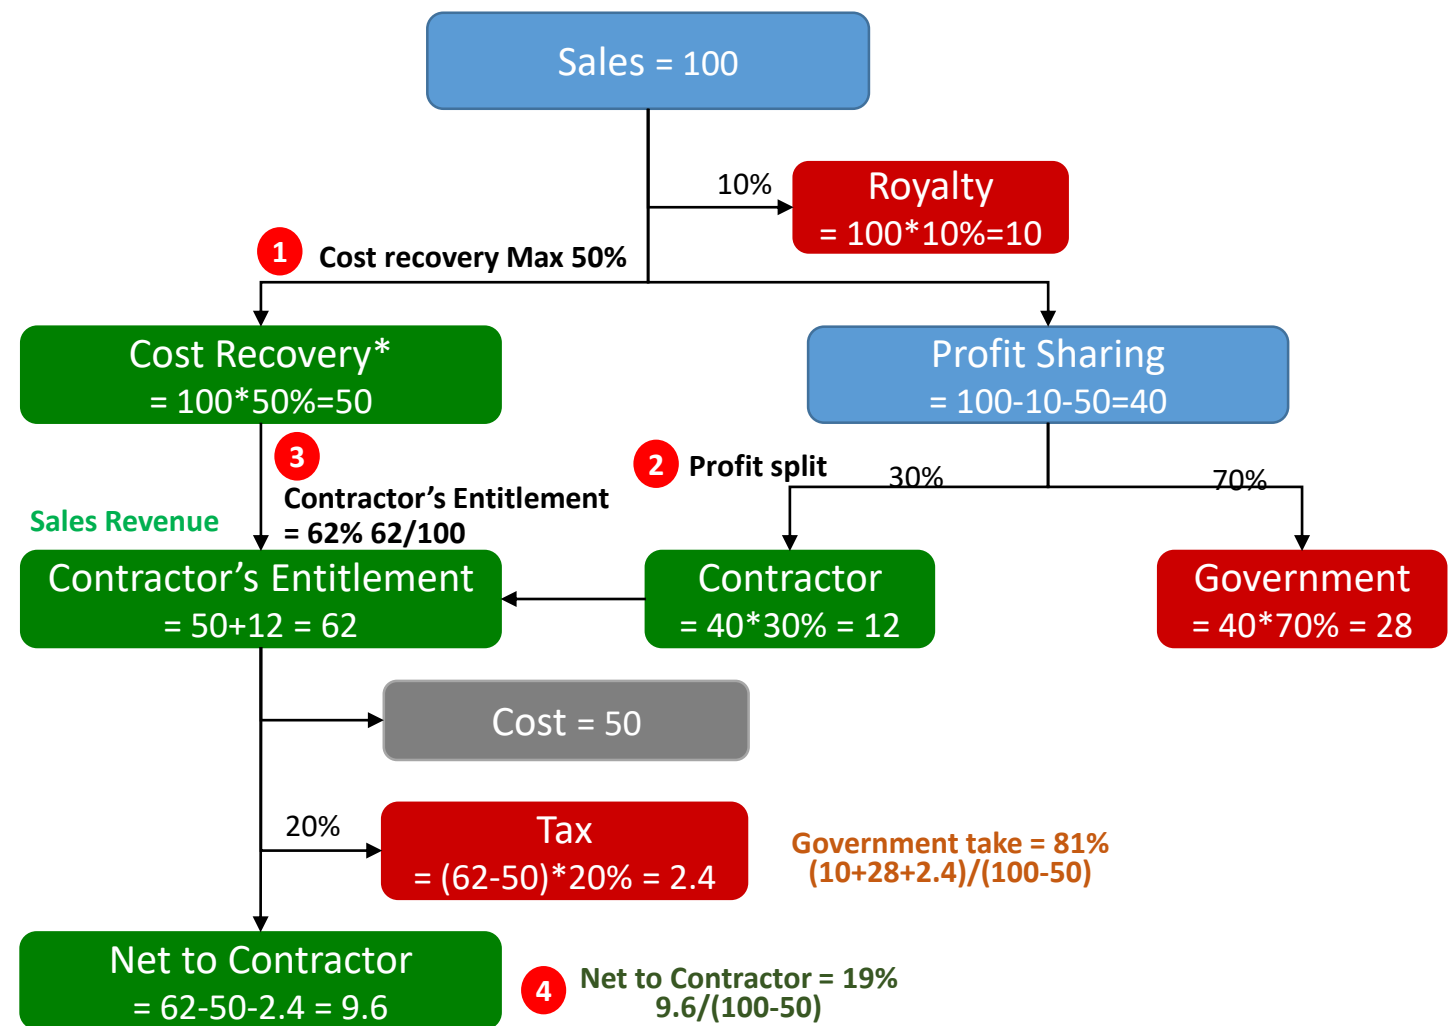 Sales = 100
10%
Royalty
= 100*10%=10
1
Cost recovery Max 50%
Cost Recovery*
= 100*50%=50
Profit Sharing
= 100-10-50=40
3
Contractor's Entitlement
= 62% 62/100
2
Profit split
30%
70%
Sales Revenue
Contractor's Entitlement
= 50+12 = 62
Contractor
= 40*30% = 12
Government
= 40*70% = 28
Cost = 50
20%
Tax
= (62-50)*20% = 2.4
Government take = 81%
(10+28+2.4)/(100-50)
Net to Contractor
= 62-50-2.4 = 9.6
4
Net to Contractor = 19%
9.6/(100-50)